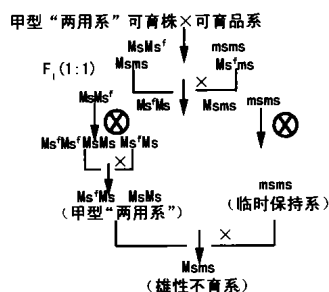 甲型“两用系”可育株×可育品系
MsMsᶠ msms
F₁(1:1) Msms Msᶠms
×
MsMsᶠ MsᶠMs Msms msms
MsᶠMsᶠMsMs MsᶠMs
×
MsᶠMs MsMs msms
(甲型“两用系”) (临时保持系)
×
Msms
(雄性不育系)